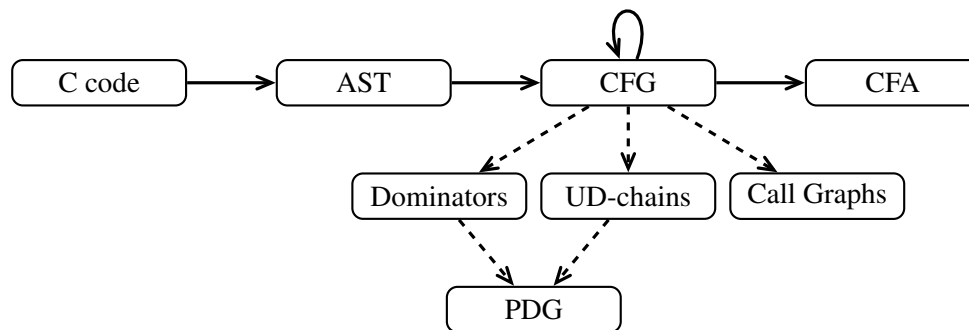 C code
AST
CFG
CFA
Dominators
UD-chains
Call Graphs
PDG